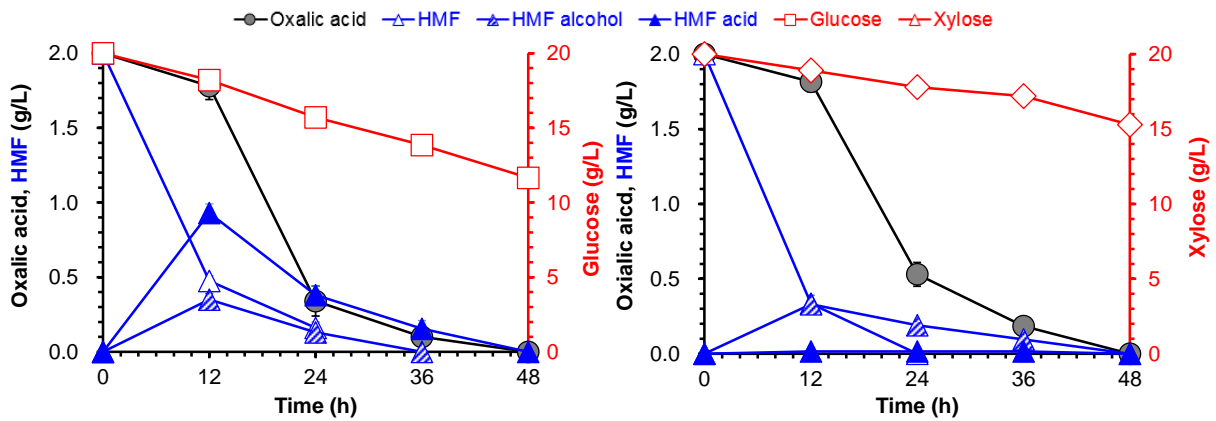 Oxalic acid HMF HMF alcohol HMF acid Glucose Xylose
Oxalic acid, HMF (g/L)
2.0
1.5
1.0
0.5
0.0
20
15
10
5
0
Glucose (g/L)
0 12 24 36 48
Time (h)
Oxialic aicd, HMF (g/L)
2.0
1.5
1.0
0.5
0.0
20
15
10
5
0
Xylose (g/L)
0 12 24 36 48
Time (h)